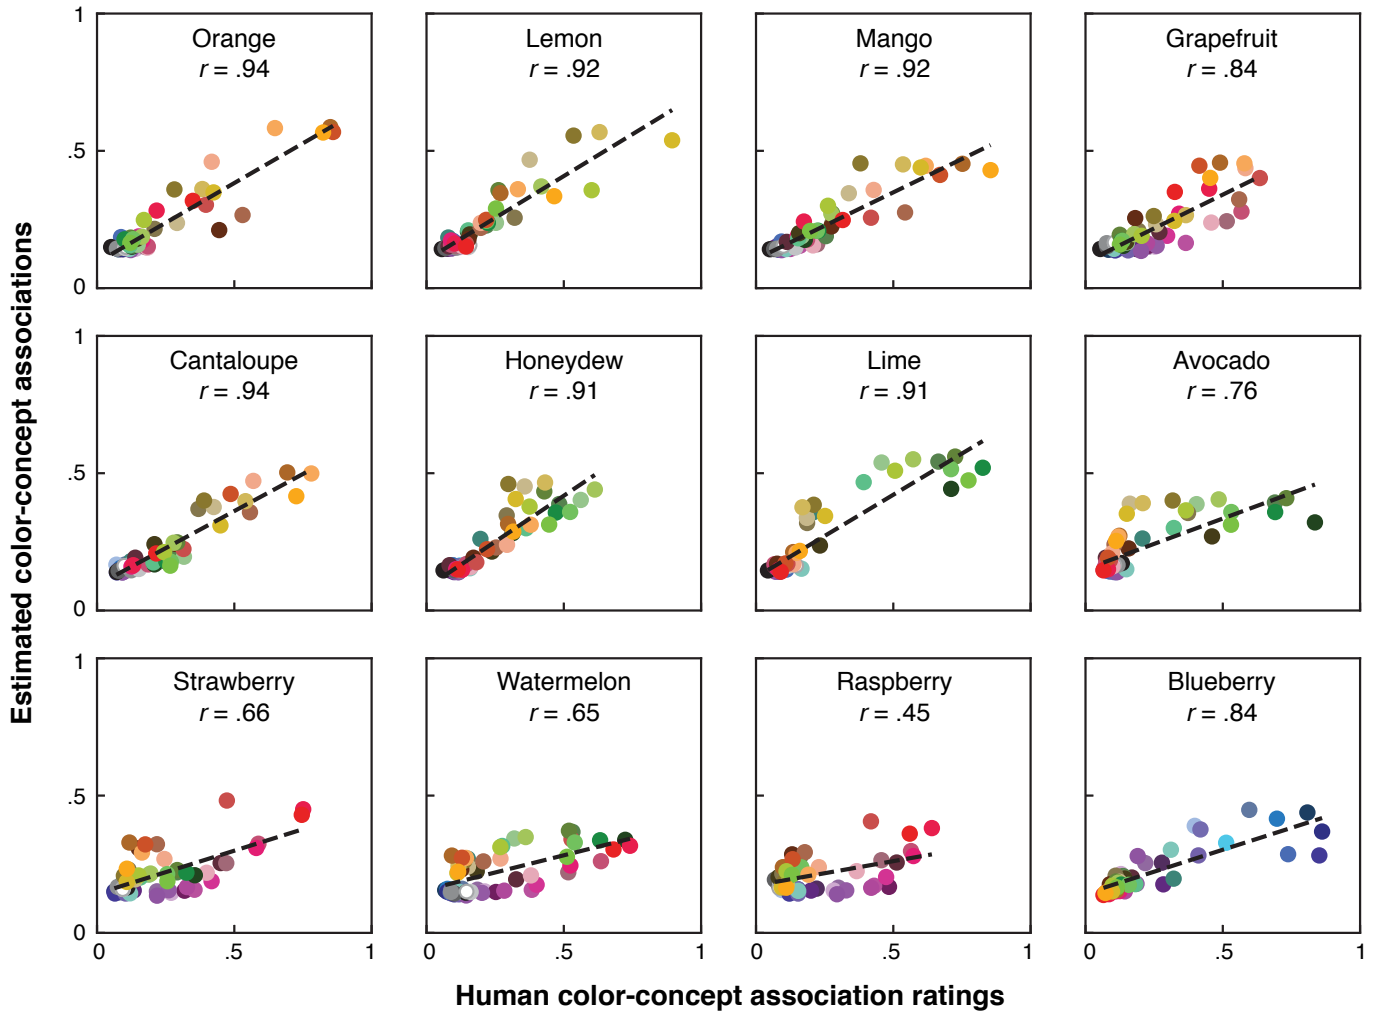 Estimated color-concept associations
1
.5
0
Orange
r = .94
Lemon
r = .92
Mango
r = .92
Grapefruit
r = .84
1
.5
0
Cantaloupe
r = .94
Honeydew
r = .91
Lime
r = .91
Avocado
r = .76
1
.5
0
Strawberry
r = .66
Watermelon
r = .65
Raspberry
r = .45
Blueberry
r = .84
0 .5 1
0 .5 1
0 .5 1
0 .5 1
Human color-concept association ratings